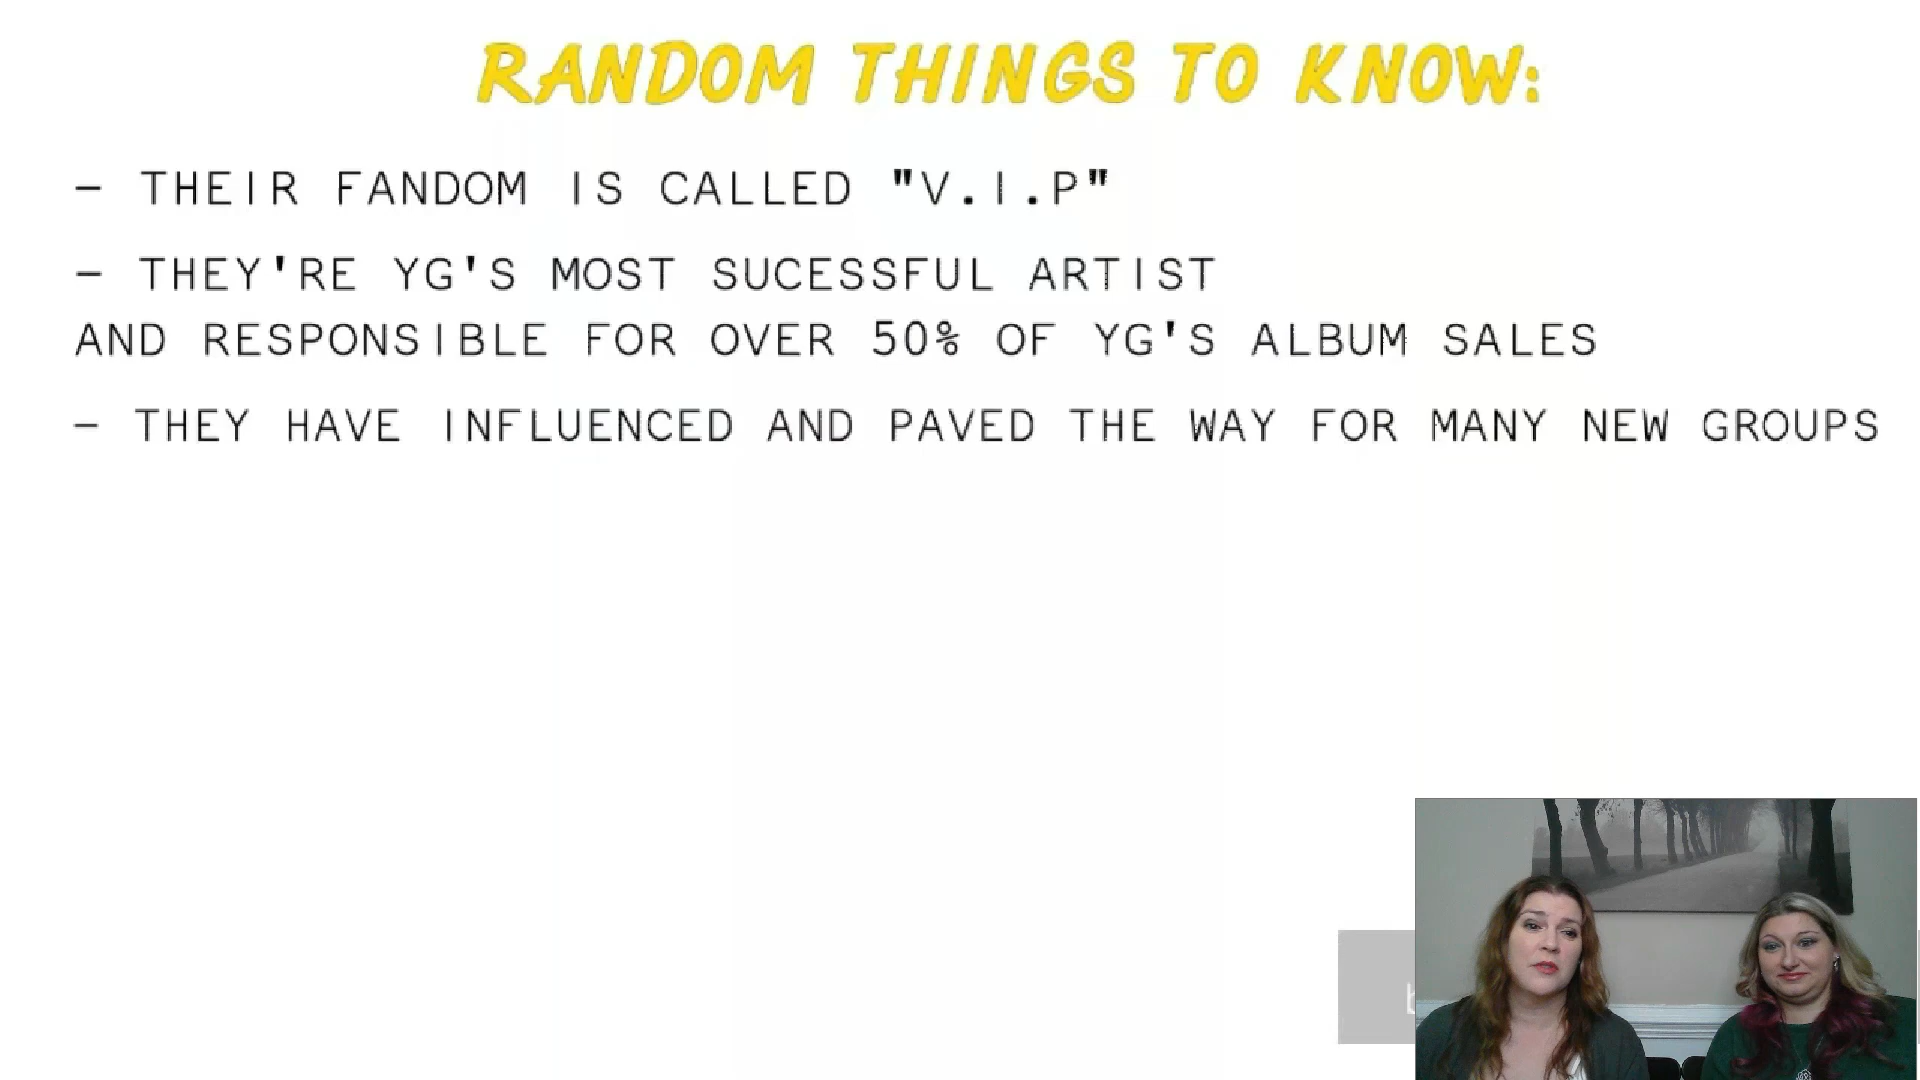 RANDOM THINGS TO KNOW:
- THEIR FANDOM IS CALLED "V.I.P"
- THEY'RE YG'S MOST SUCESSFUL ARTIST
AND RESPONSIBLE FOR OVER 50% OF YG'S ALBUM SALES
- THEY HAVE INFLUENCED AND PAVED THE WAY FOR MANY NEW GROUPS